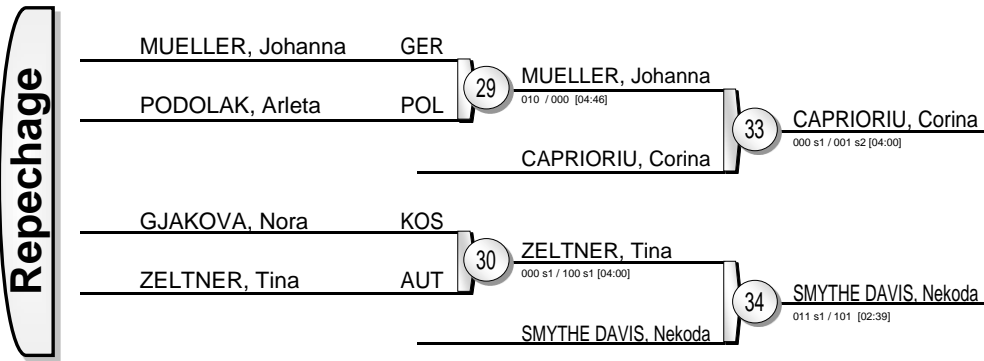 Repechage
MUELLER, Johanna GER
PODOLAK, Arleta POL
29
MUELLER, Johanna
010 / 000 [04:46]
CAPRIORIU, Corina
33
CAPRIORIU, Corina
000 s1 / 001 s2 [04:00]
GJAKOVA, Nora KOS
ZELTNER, Tina AUT
30
ZELTNER, Tina
000 s1 / 100 s1 [04:00]
SMYTHE DAVIS, Nekoda
34
SMYTHE DAVIS, Nekoda
011 s1 / 101 [02:39]